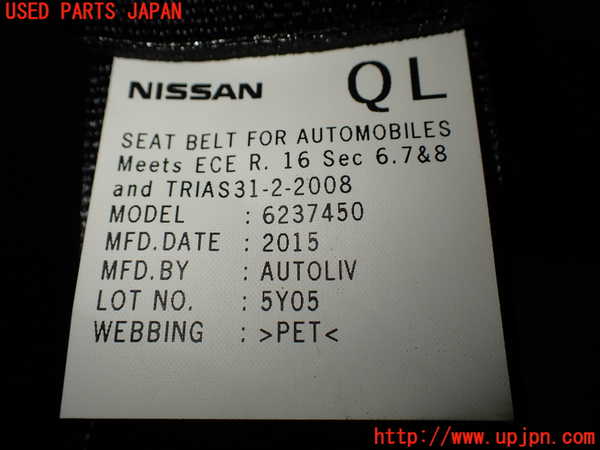 USED PARTS JAPAN
NISSAN QL
SEAT BELT FOR AUTOMOBILES
Meets ECE R. 16 Sec 6.7&8
and TRIAS31-2-2008
MODEL : 6237450
MFD.DATE : 2015
MFD.BY : AUTOLIV
LOT NO. : 5Y05
WEBBING : >PET<
http://www.upjpn.com/